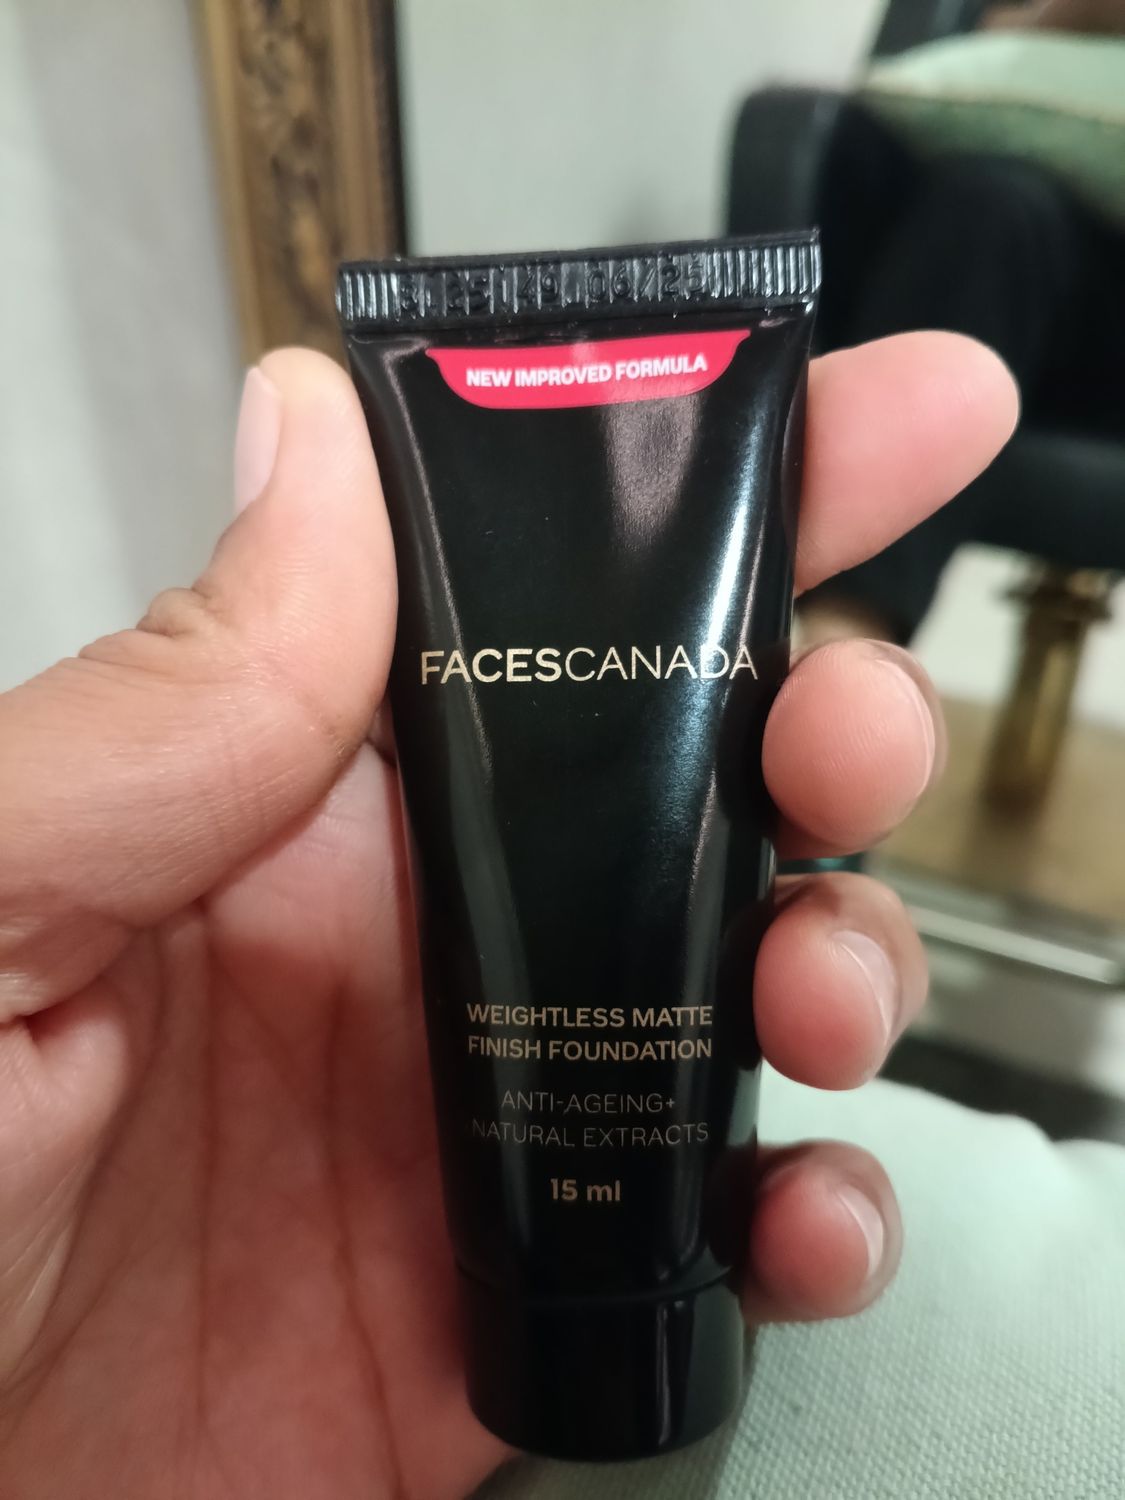 NEW IMPROVED FORMULA
FACESCANADA
WEIGHTLESS MATTE
FINISH FOUNDATION
ANTI-AGEING+
NATURAL EXTRACTS
15 ml